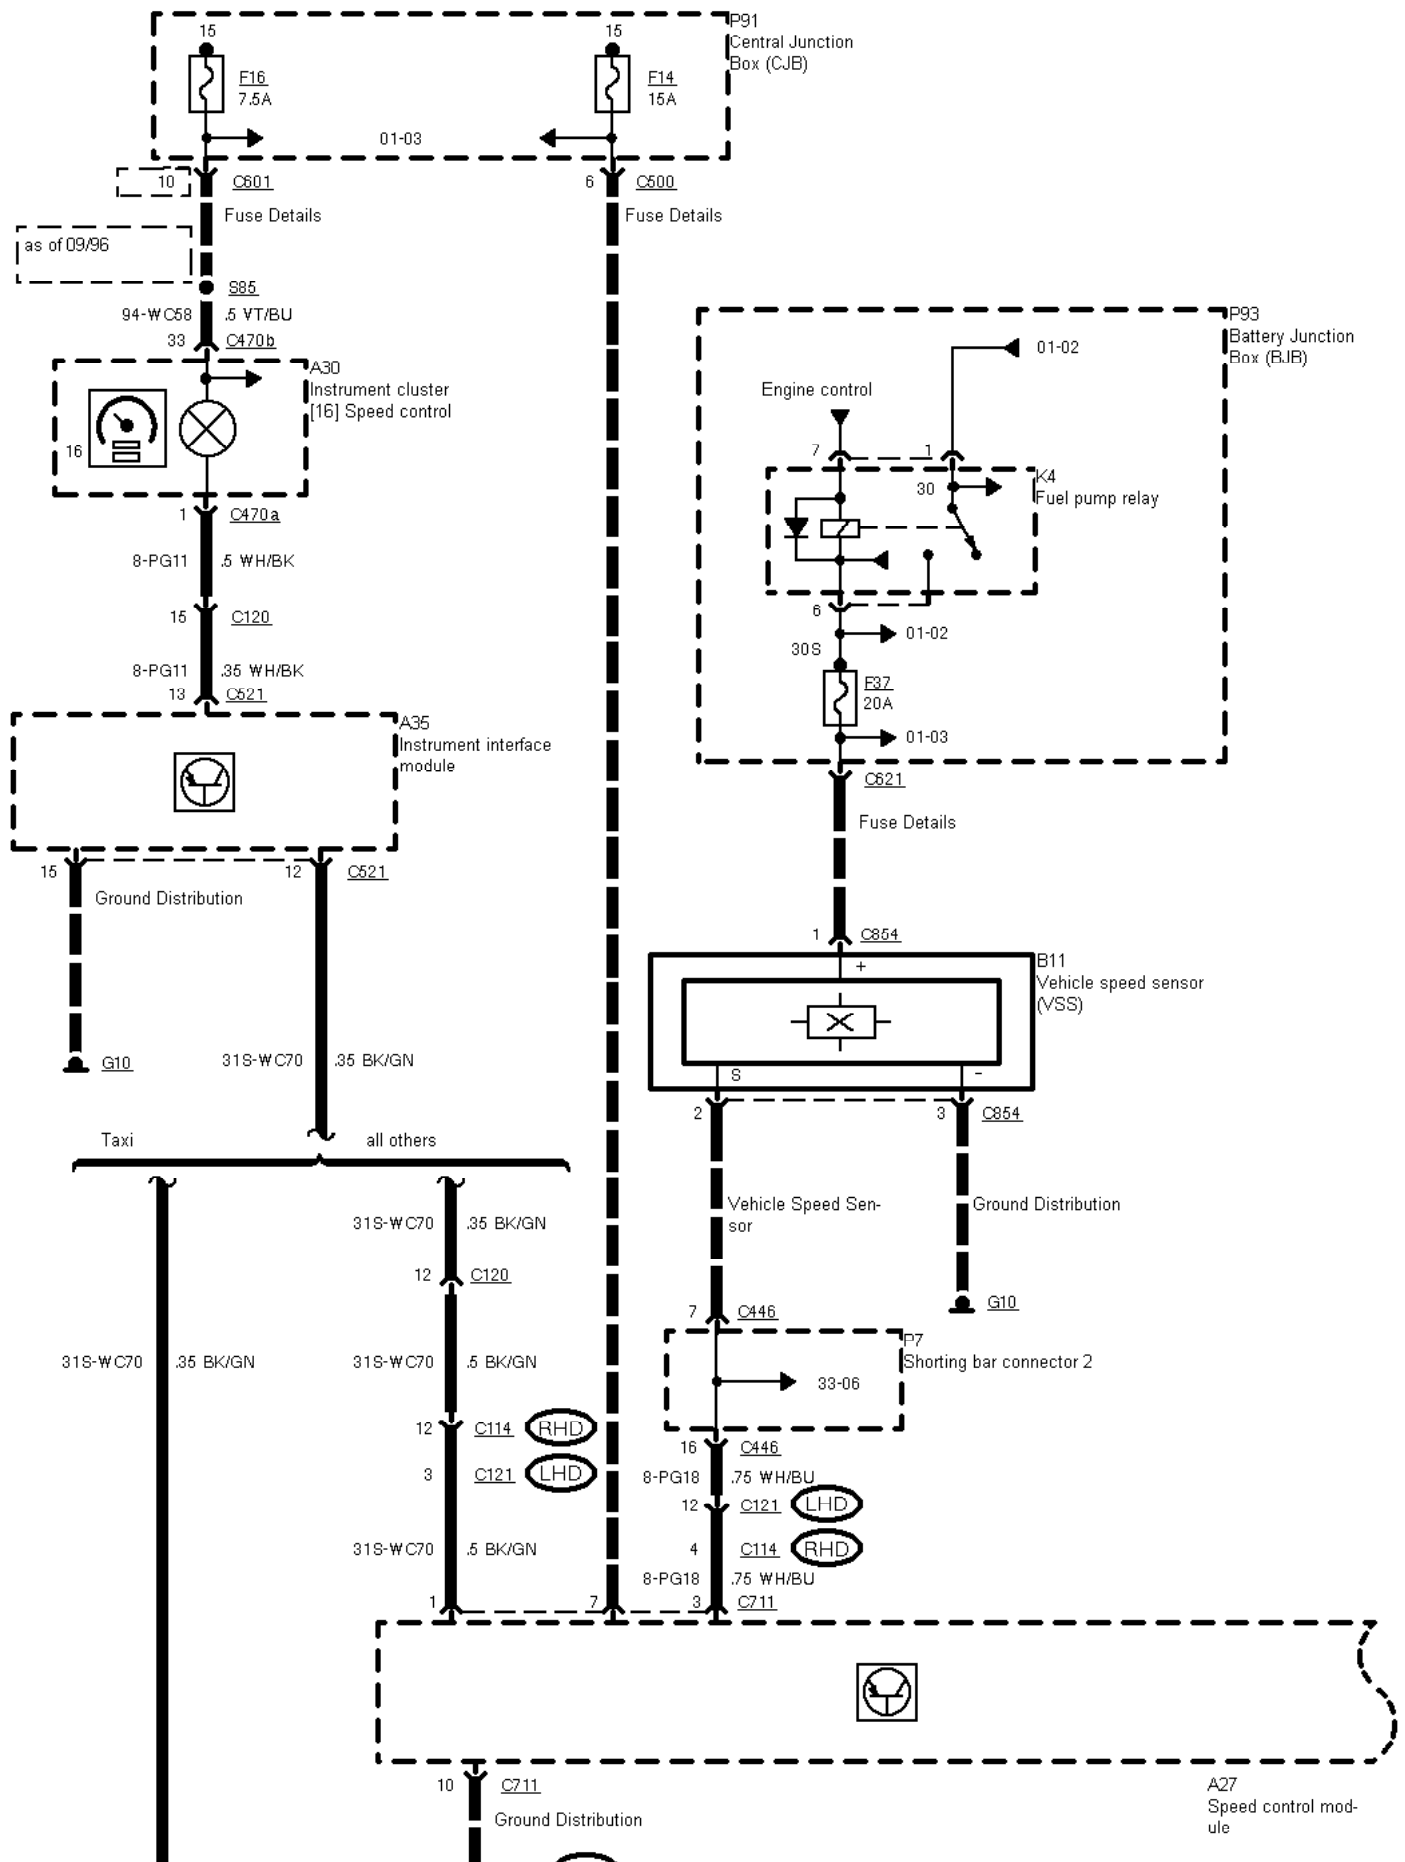 P91
Central Junction
Box (CJB)
15
15
F16
7.5A
F14
15A
01-03
10
C601
6
C500
Fuse Details
Fuse Details
as of 09/96
S85
94-WC58
.5 VT/BU
33
C470b
A30
Instrument cluster
[16] Speed control
16
1
C470a
8-PG11
.5 WH/BK
15
C120
8-PG11
.35 WH/BK
13
C521
A35
Instrument interface
module
15
12
C521
Ground Distribution
G10
31S-WC70
.35 BK/GN
Taxi
all others
P93
Battery Junction
Box (BJB)
01-02
Engine control
7
1
30
K4
Fuel pump relay
6
01-02
30S
F37
20A
01-03
C621
Fuse Details
1
C854
+
B11
Vehicle speed sensor
(VSS)
S
-
2
3
C854
Vehicle Speed Sen-
sor
Ground Distribution
7
C446
G10
P7
Shorting bar connector 2
33-06
16
C446
8-PG18
.75 WH/BU
12
C121
LHD
4
C114
RHD
8-PG18
.75 WH/BU
31S-WC70
.35 BK/GN
12
C120
31S-WC70
.35 BK/GN
31S-WC70
.5 BK/GN
12
C114
RHD
3
C121
LHD
31S-WC70
.5 BK/GN
1
7
3
C711
10
C711
Ground Distribution
A27
Speed control mod-
ule